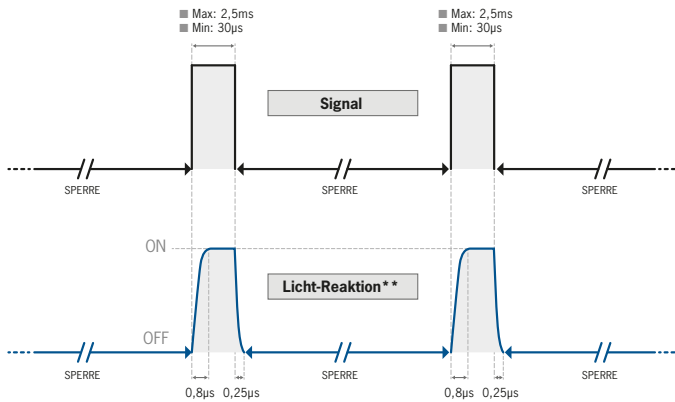 ■ Max: 2,5ms
■ Min: 30µs
■ Max: 2,5ms
■ Min: 30µs
Signal
SPERRE
SPERRE
SPERRE
ON
Licht-Reaktion**
OFF
SPERRE
SPERRE
SPERRE
0,8µs
0,25µs
0,8µs
0,25µs